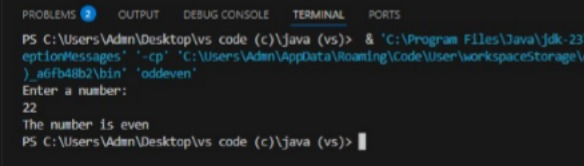 PROBLEMS 2 OUTPUT DEBUG CONSOLE TERMINAL PORTS
PS C:\Users\Admn\Desktop\vs code (c)\java (vs)> & 'C:\Program Files\Java\jdk-23
eptionMessages' '-cp' 'C:\Users\Admn\AppData\Roaming\Code\User\workspaceStorage\
)_a6fb48b2\bin' 'oddeven'
Enter a number:
22
The number is even
PS C:\Users\Admn\Desktop\vs code (c)\java (vs)>